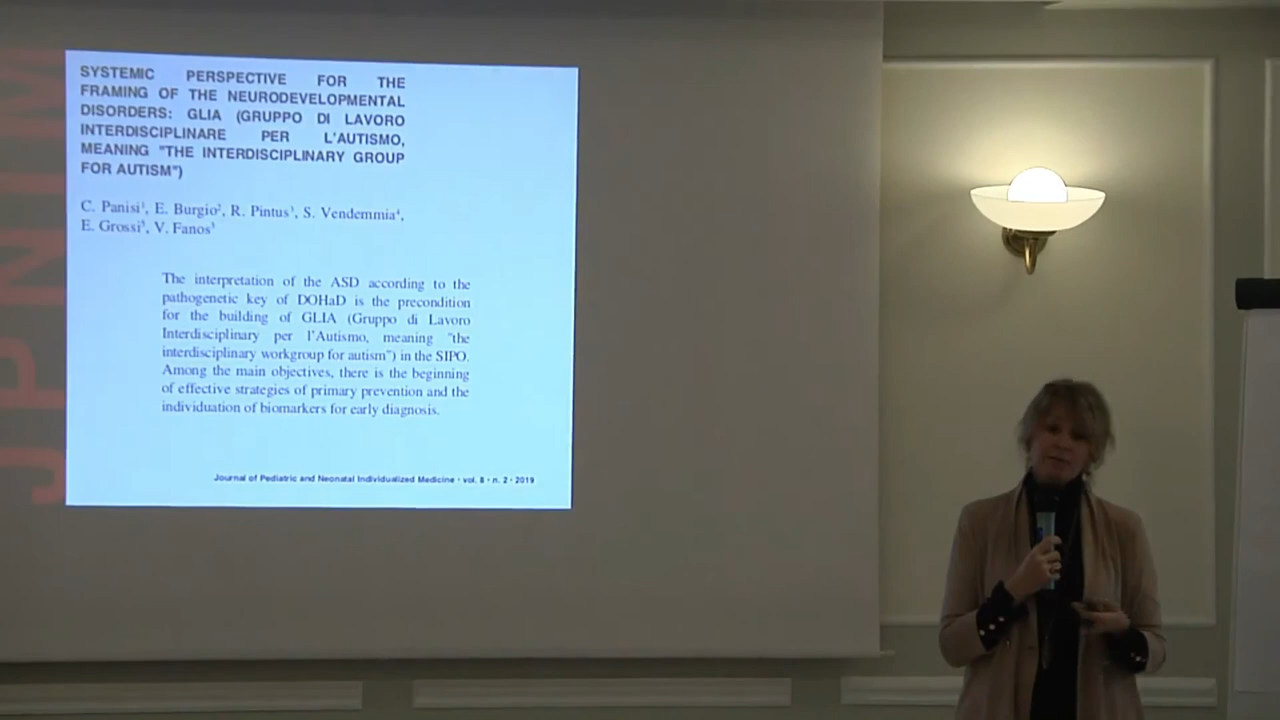 JPNIM
SYSTEMIC PERSPECTIVE FOR THE
FRAMING OF THE NEURODEVELOPMENTAL
DISORDERS: GLIA (GRUPPO DI LAVORO
INTERDISCIPLINARE PER L'AUTISMO,
MEANING "THE INTERDISCIPLINARY GROUP
FOR AUTISM")
C. Panisi¹, E. Burgio², R. Pintus³, S. Vendemmia⁴,
E. Grossi⁵, V. Fanos³
The interpretation of the ASD according to the
pathogenetic key of DOHaD is the precondition
for the building of GLIA (Gruppo di Lavoro
Interdisciplinary per l'Autismo, meaning "the
interdisciplinary workgroup for autism") in the SIPO.
Among the main objectives, there is the beginning
of effective strategies of primary prevention and the
individuation of biomarkers for early diagnosis.
Journal of Pediatric and Neonatal Individualized Medicine • vol. 8 • n. 2 • 2019